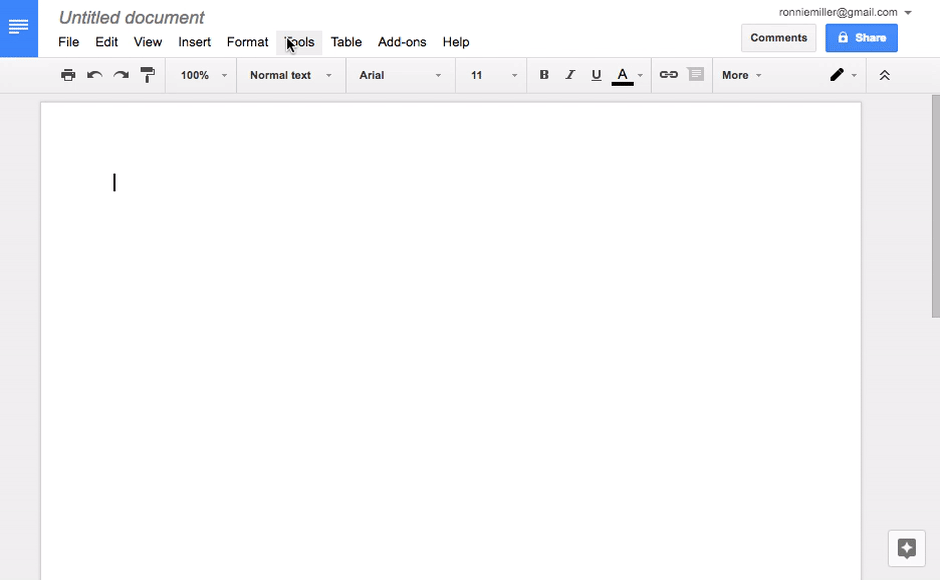 Untitled document
ronniemiller@gmail.com
File Edit View Insert Format Tools Table Add-ons Help
Comments
Share
100% Normal text Arial 11 B I U A More